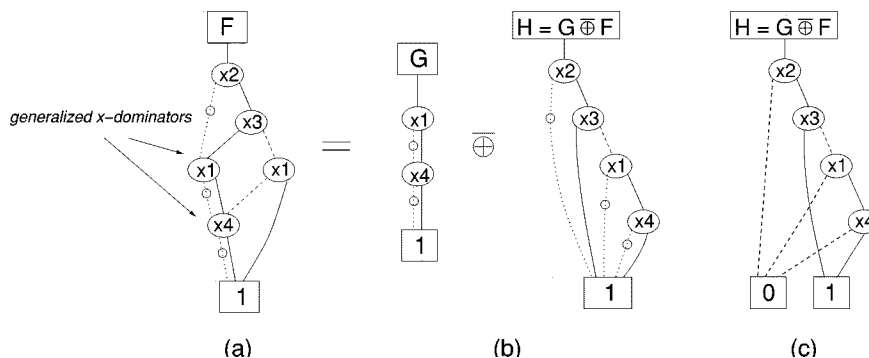 F
x2
generalized x-dominators
x3
x1
x1
x4
1
(a)
=
G
x1
x4
1
⊕̅
H = G ⊕̅ F
x2
x3
x1
x4
1
(b)
H = G ⊕̅ F
x2
x3
x1
x4
0
1
(c)